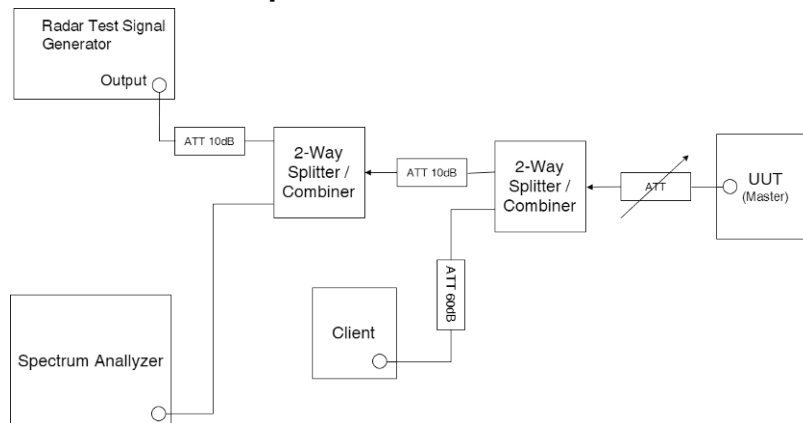 Radar Test Signal
Generator
Output
ATT 10dB
2-Way
Splitter /
Combiner
ATT 10dB
2-Way
Splitter /
Combiner
ATT
UUT
(Master)
ATT 60dB
Client
Spectrum Anallyzer